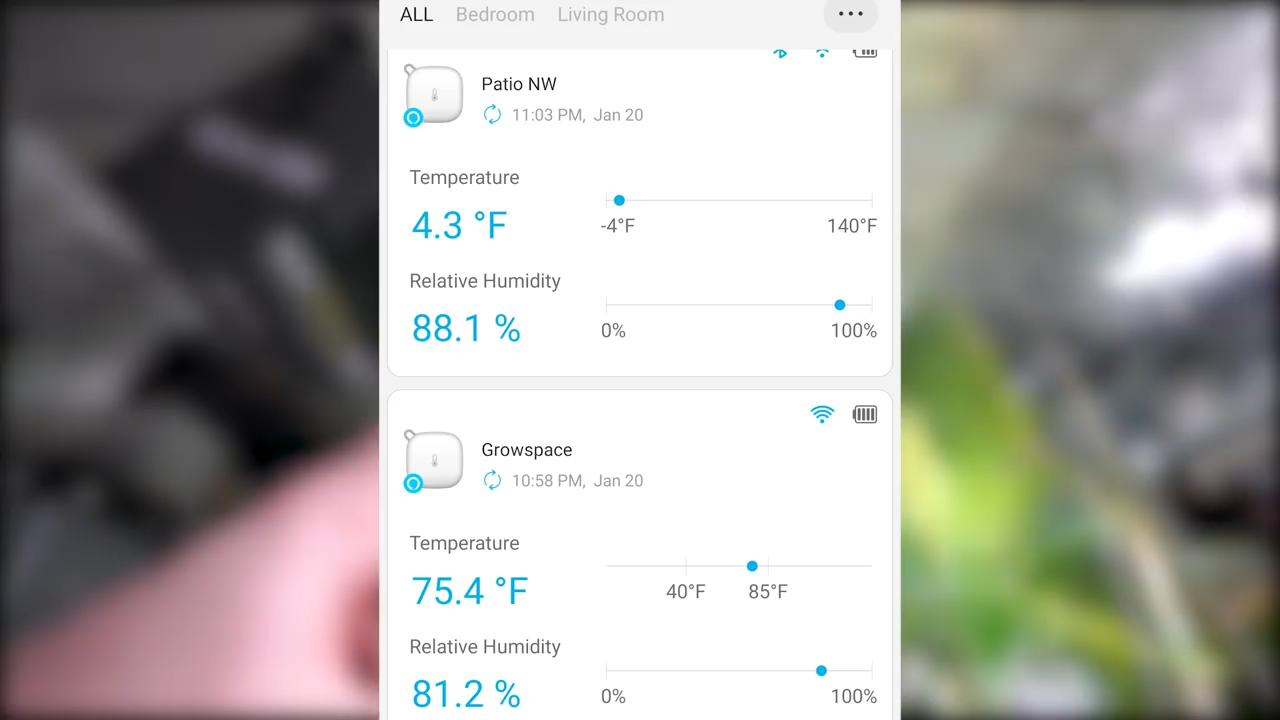 ALL Bedroom Living Room
Patio NW
11:03 PM, Jan 20
Temperature
4.3 °F
-4°F 140°F
Relative Humidity
88.1 %
0% 100%
Growspace
10:58 PM, Jan 20
Temperature
75.4 °F
40°F 85°F
Relative Humidity
81.2 %
0% 100%